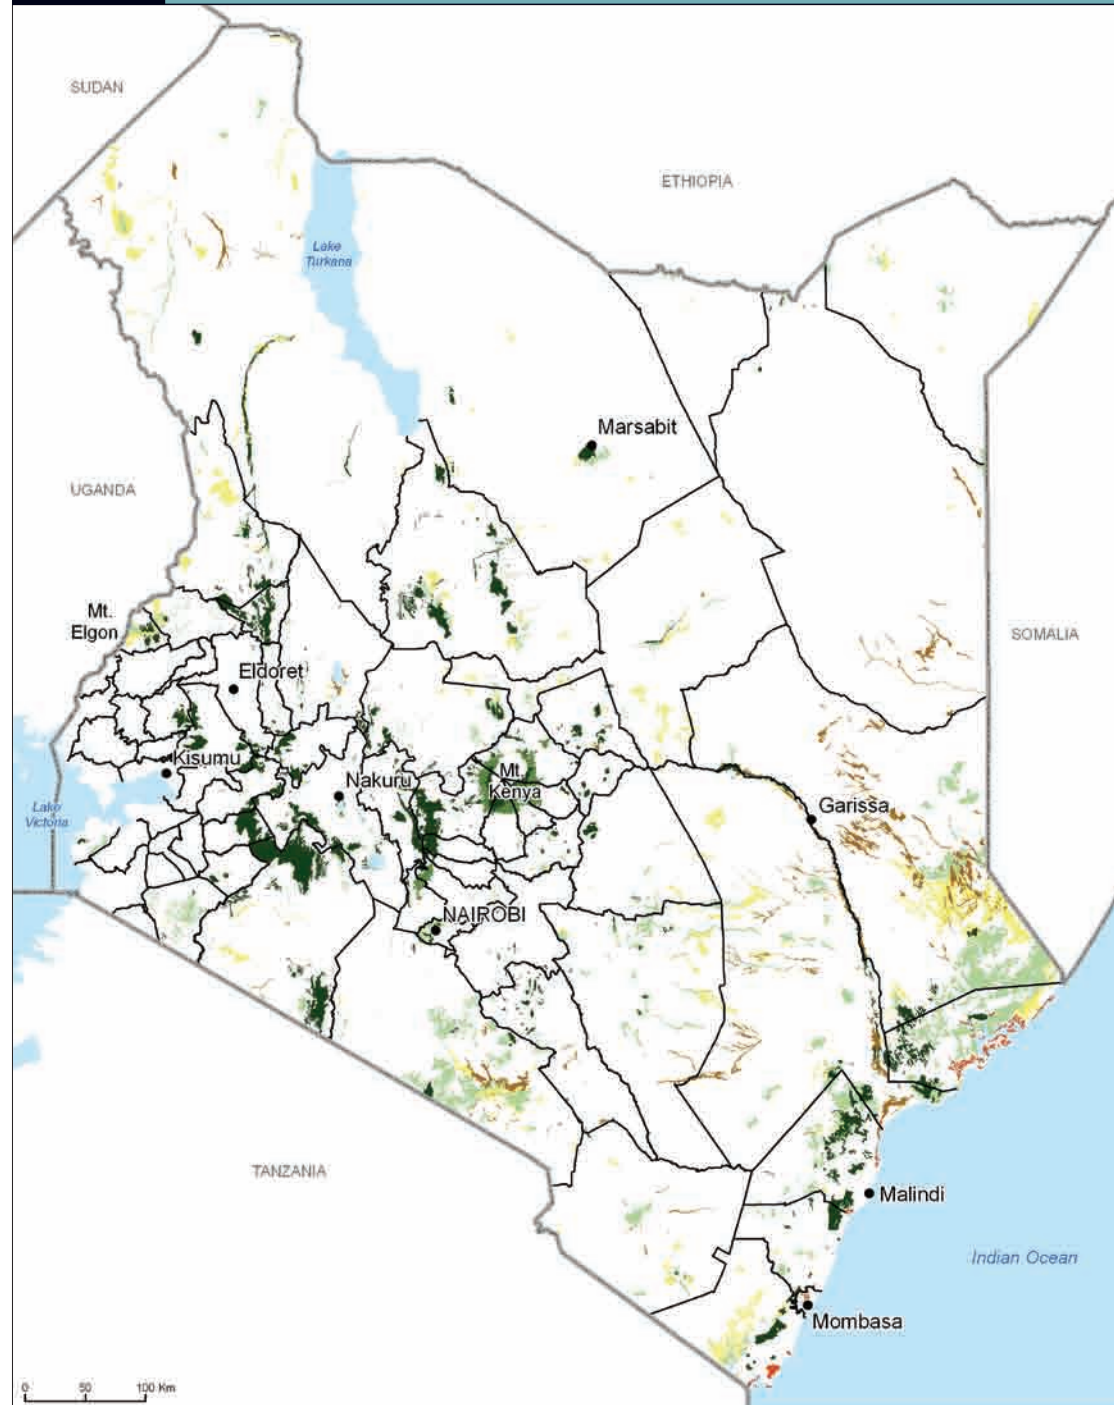 SUDAN
ETHIOPIA
Lake
Turkana
Marsabit
UGANDA
Mt.
Elgon
SOMALIA
Eldoret
Kisumu
Nakuru
Mt.
Kenya
Garissa
Lake
Victoria
NAIROBI
TANZANIA
Malindi
Indian Ocean
Mombasa
0 50 100 Km